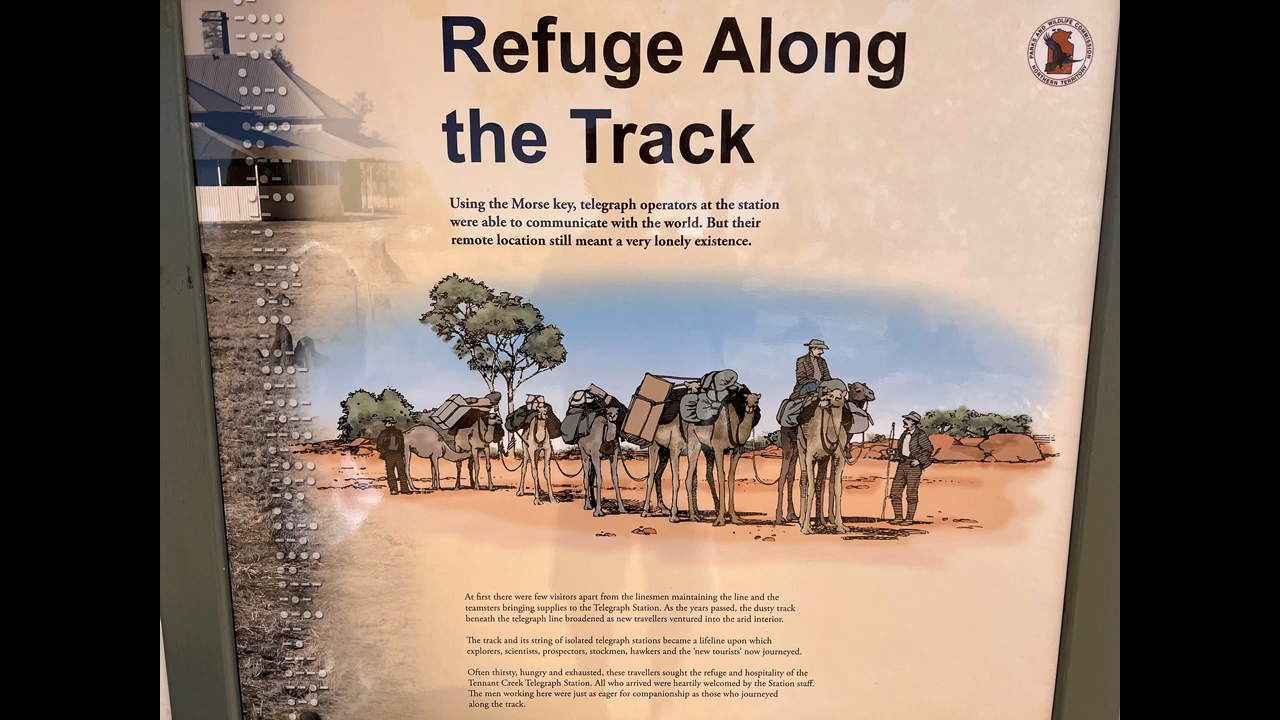 Refuge Along
the Track
PARKS AND WILDLIFE COMMISSION
NORTHERN TERRITORY
Using the Morse key, telegraph operators at the station
were able to communicate with the world. But their
remote location still meant a very lonely existence.
At first there were few visitors apart from the linesmen maintaining the line and the
teamsters bringing supplies to the Telegraph Station. As the years passed, the dusty track
beneath the telegraph line broadened as new travellers ventured into the arid interior.
The track and its string of isolated telegraph stations became a lifeline upon which
explorers, scientists, prospectors, stockmen, hawkers and the ‘new tourists’ now journeyed.
Often thirsty, hungry and exhausted, these travellers sought the refuge and hospitality of the
Tennant Creek Telegraph Station. All who arrived were heartily welcomed by the Station staff.
The men working here were just as eager for companionship as those who journeyed
along the track.